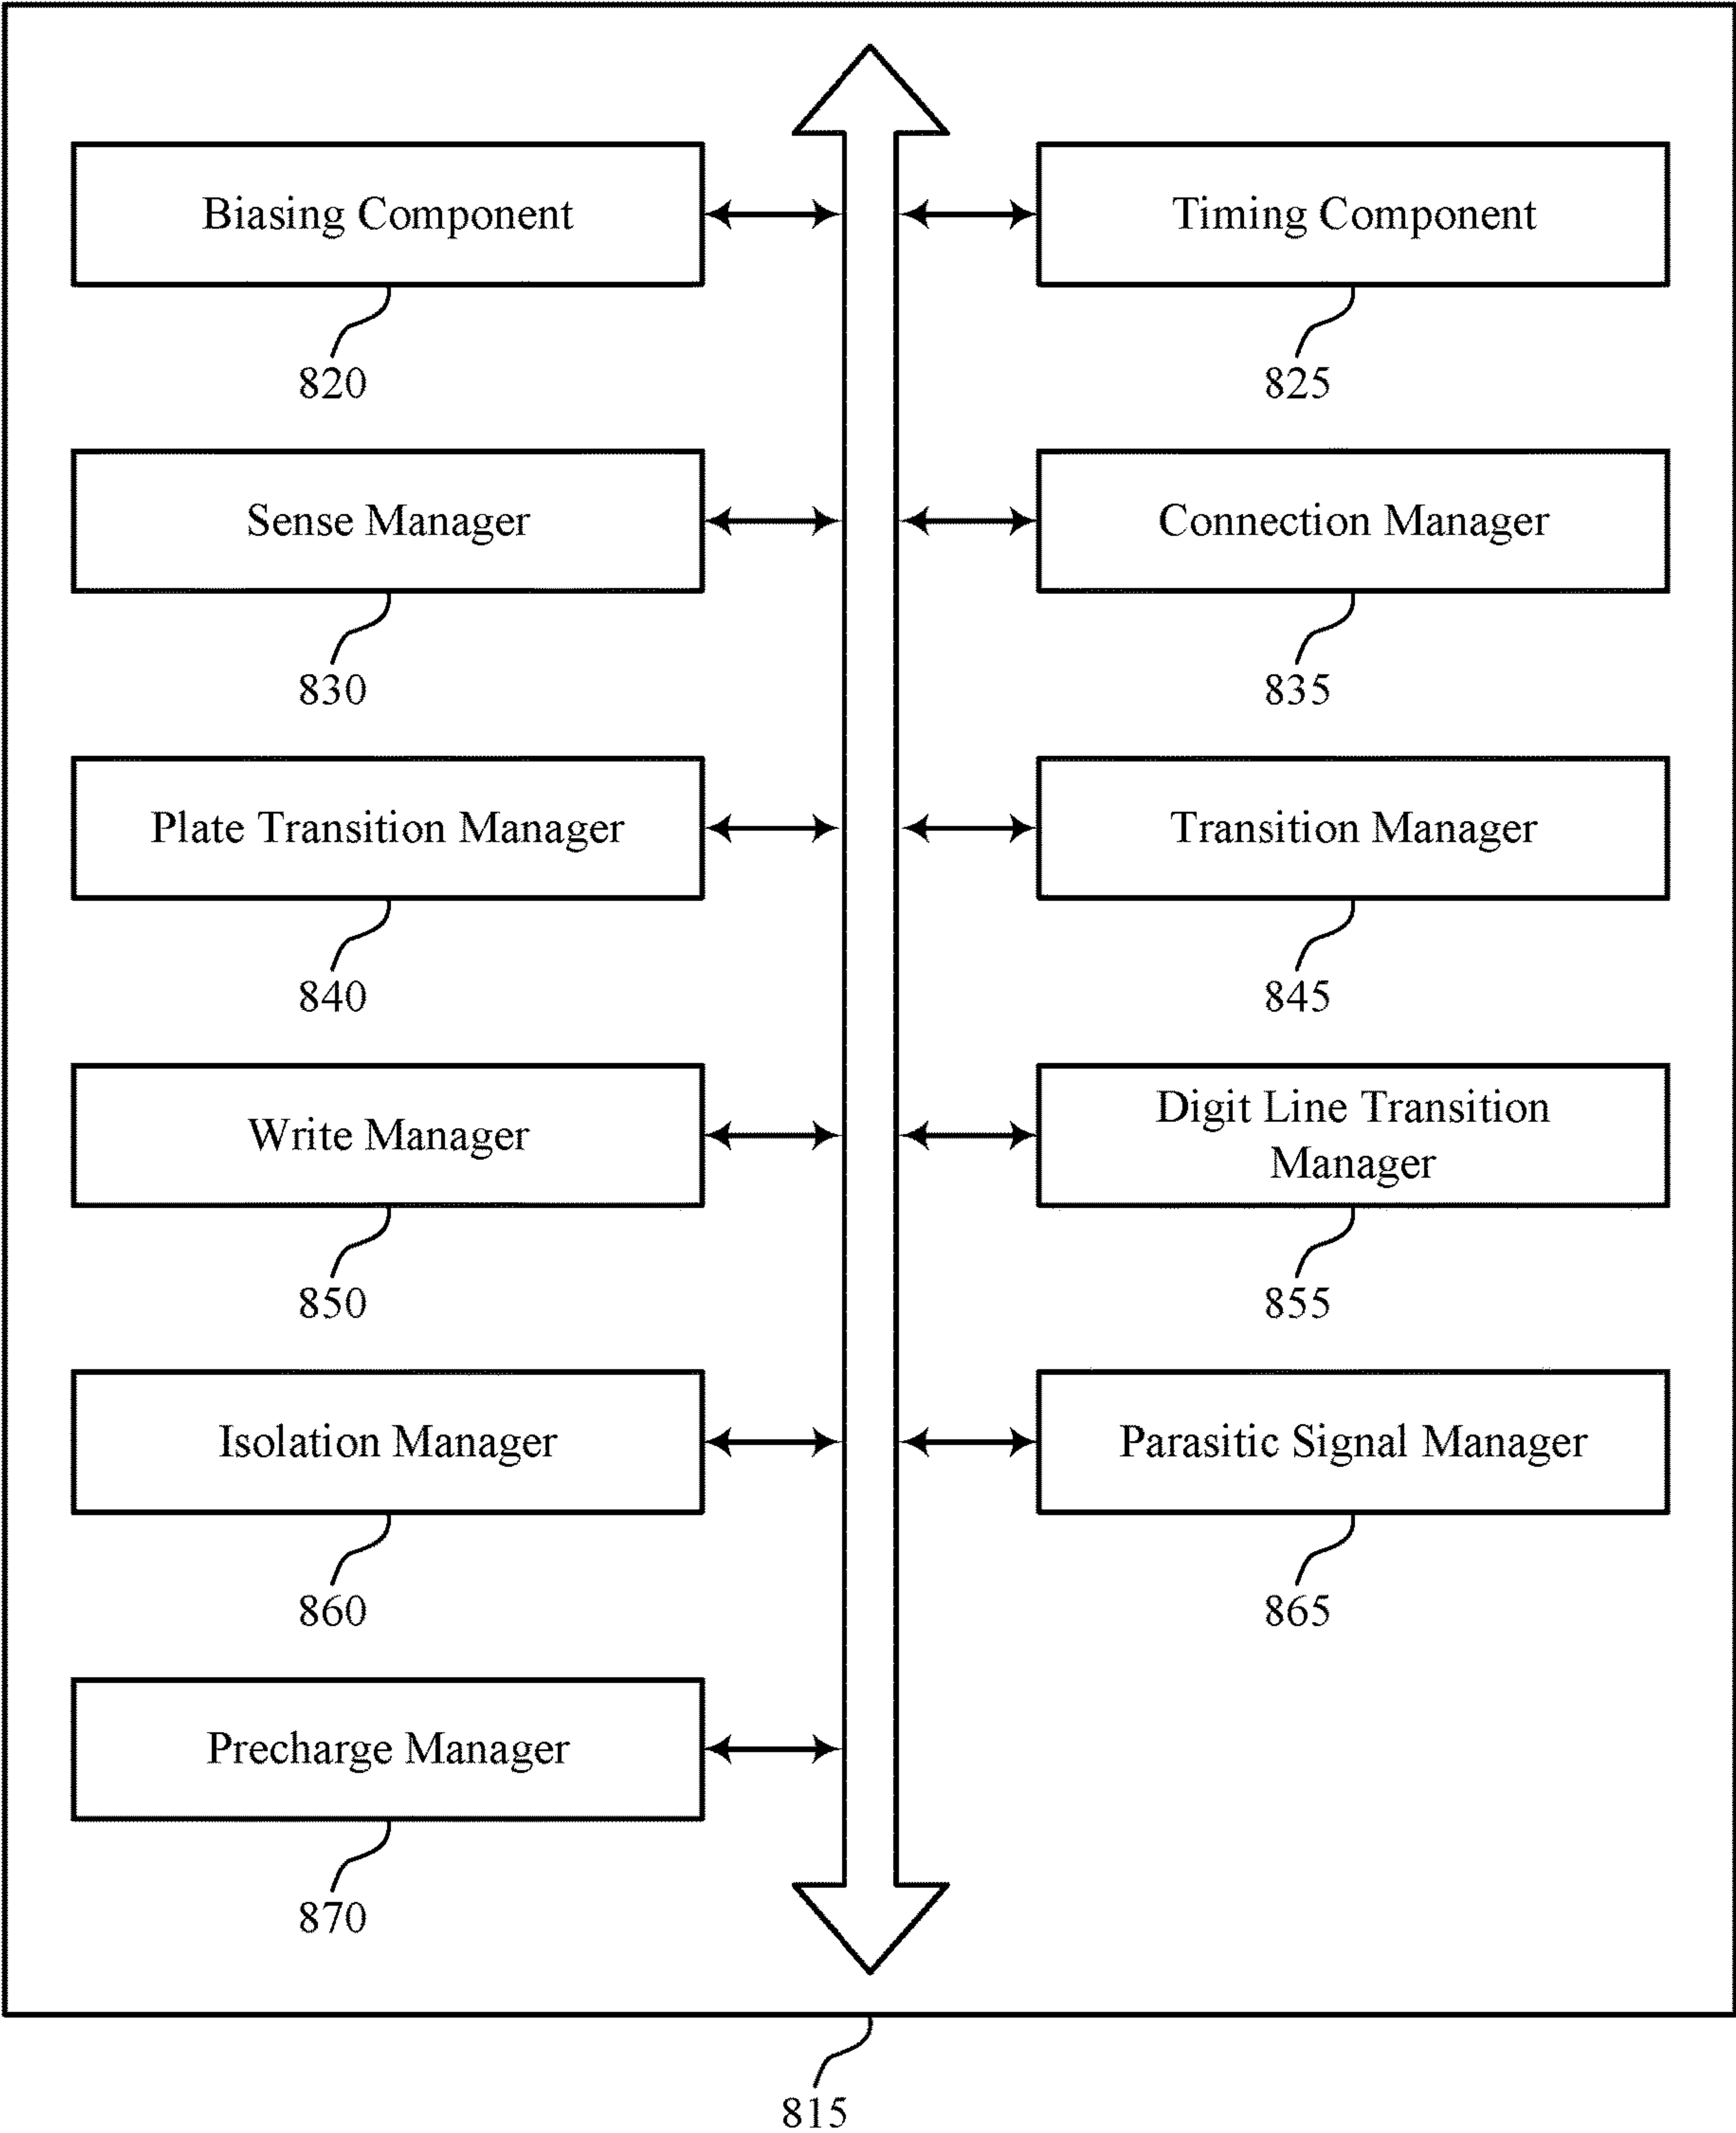 Biasing Component
Timing Component
820
825
Sense Manager
Connection Manager
830
835
Plate Transition Manager
Transition Manager
840
845
Write Manager
Digit Line Transition
Manager
850
855
Isolation Manager
Parasitic Signal Manager
860
865
Precharge Manager
870
815